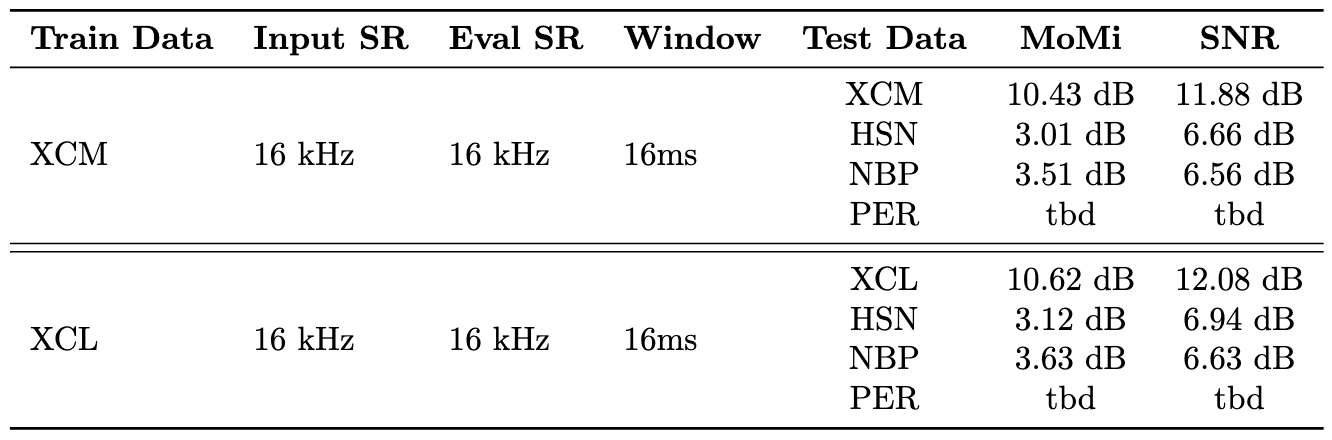 Train Data Input SR Eval SR Window Test Data MoMi SNR
XCM 10.43 dB 11.88 dB
HSN 3.01 dB 6.66 dB
XCM 16 kHz 16 kHz 16ms
NBP 3.51 dB 6.56 dB
PER tbd tbd
XCL 10.62 dB 12.08 dB
HSN 3.12 dB 6.94 dB
XCL 16 kHz 16 kHz 16ms
NBP 3.63 dB 6.63 dB
PER tbd tbd